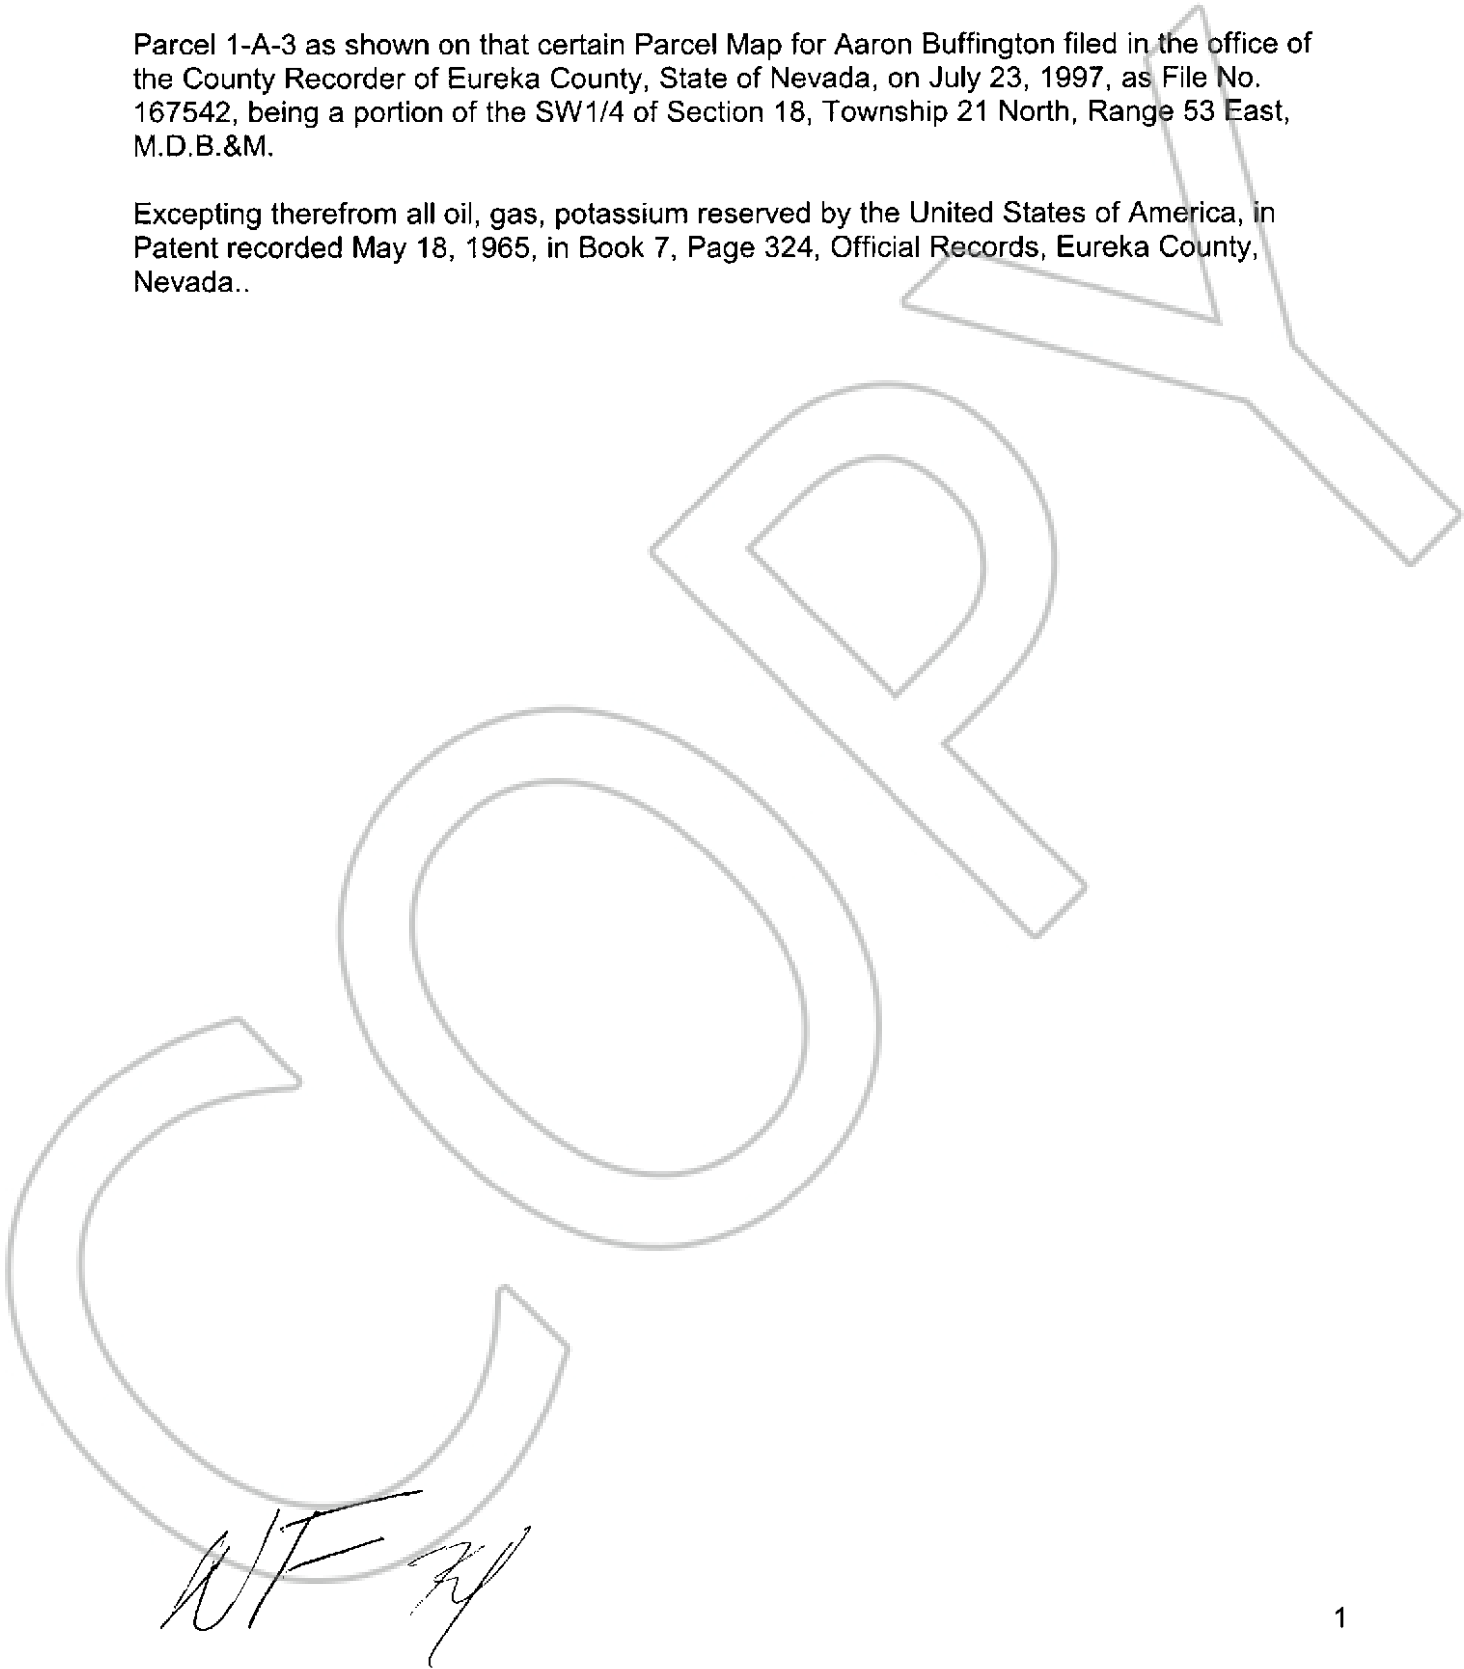 Parcel 1-A-3 as shown on that certain Parcel Map for Aaron Buffington filed in the office of
the County Recorder of Eureka County, State of Nevada, on July 23, 1997, as File No.
167542, being a portion of the SW1/4 of Section 18, Township 21 North, Range 53 East,
M.D.B.&M.
Excepting therefrom all oil, gas, potassium reserved by the United States of America, in
Patent recorded May 18, 1965, in Book 7, Page 324, Official Records, Eureka County,
Nevada..
COPY
WF
1